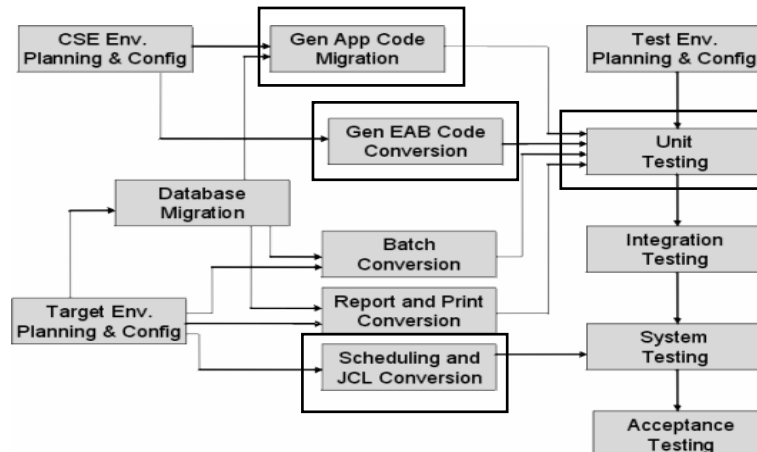 CSE Env.
Planning & Config
Gen App Code
Migration
Test Env.
Planning & Config
Gen EAB Code
Conversion
Unit
Testing
Database
Migration
Batch
Conversion
Integration
Testing
Target Env.
Planning & Config
Report and Print
Conversion
Scheduling and
JCL Conversion
System
Testing
Acceptance
Testing